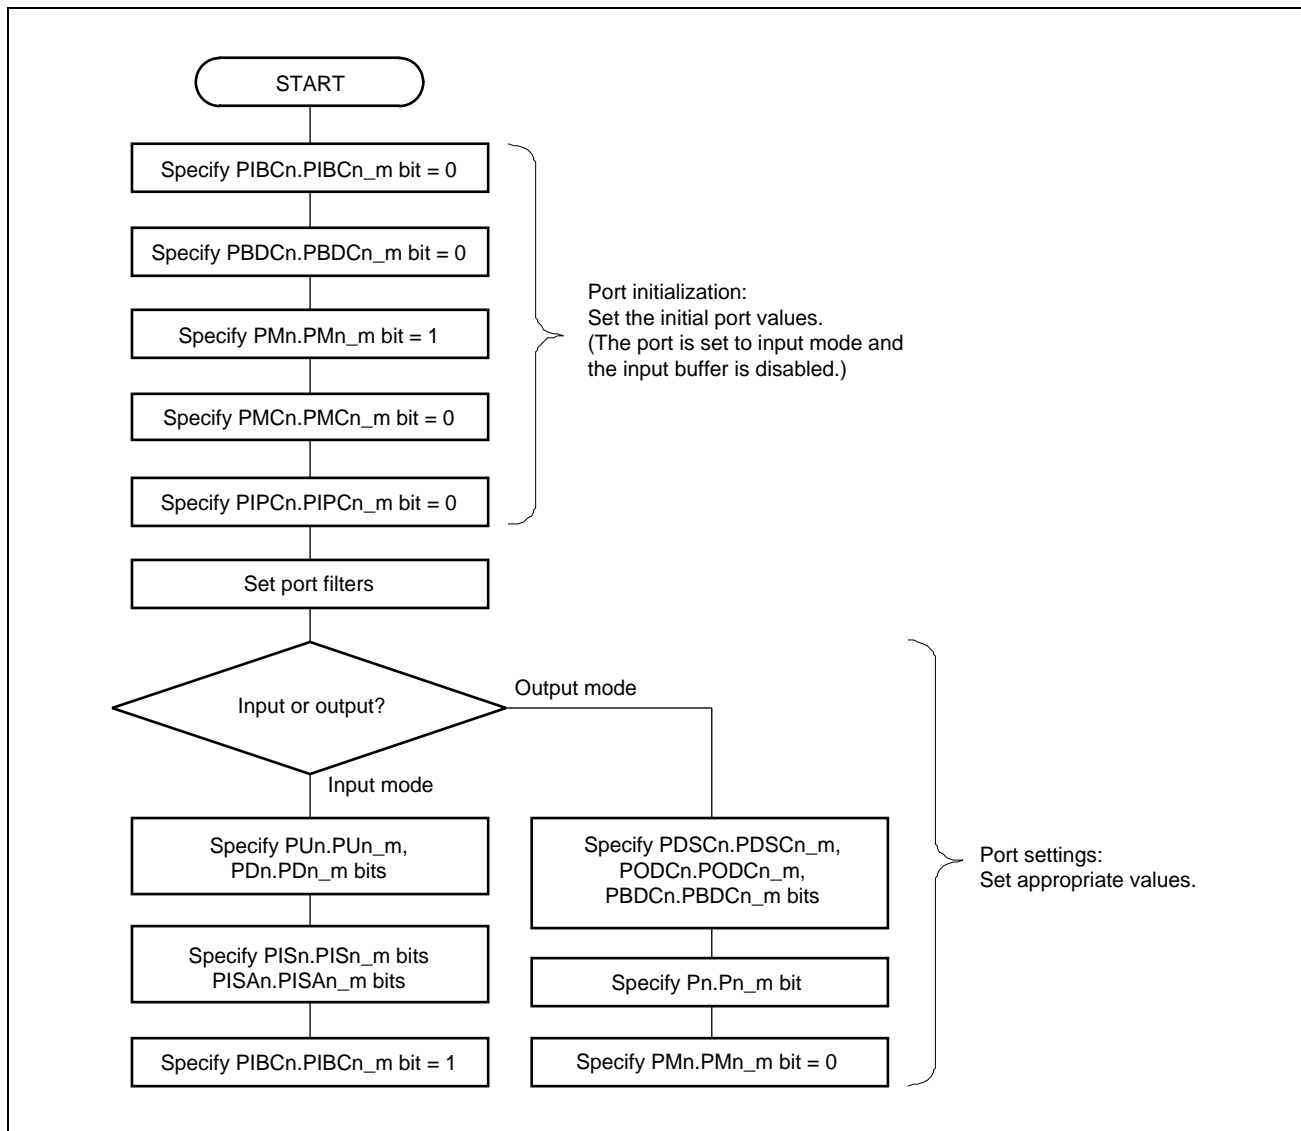 START
Specify PIBCn.PIBCn_m bit = 0
Specify PBDCn.PBDCn_m bit = 0
Specify PMn.PMn_m bit = 1
Specify PMCn.PMCn_m bit = 0
Specify PIPCn.PIPCn_m bit = 0
Port initialization:
Set the initial port values.
(The port is set to input mode and
the input buffer is disabled.)
Set port filters
Input or output?
Output mode
Input mode
Specify PUn.PUn_m,
PDn.PDn_m bits
Specify PISn.PISn_m bits
PISAn.PISAn_m bits
Specify PIBCn.PIBCn_m bit = 1
Specify PDSCn.PDSCn_m,
PODCn.PODCn_m,
PBDCn.PBDCn_m bits
Specify Pn.Pn_m bit
Specify PMn.PMn_m bit = 0
Port settings:
Set appropriate values.